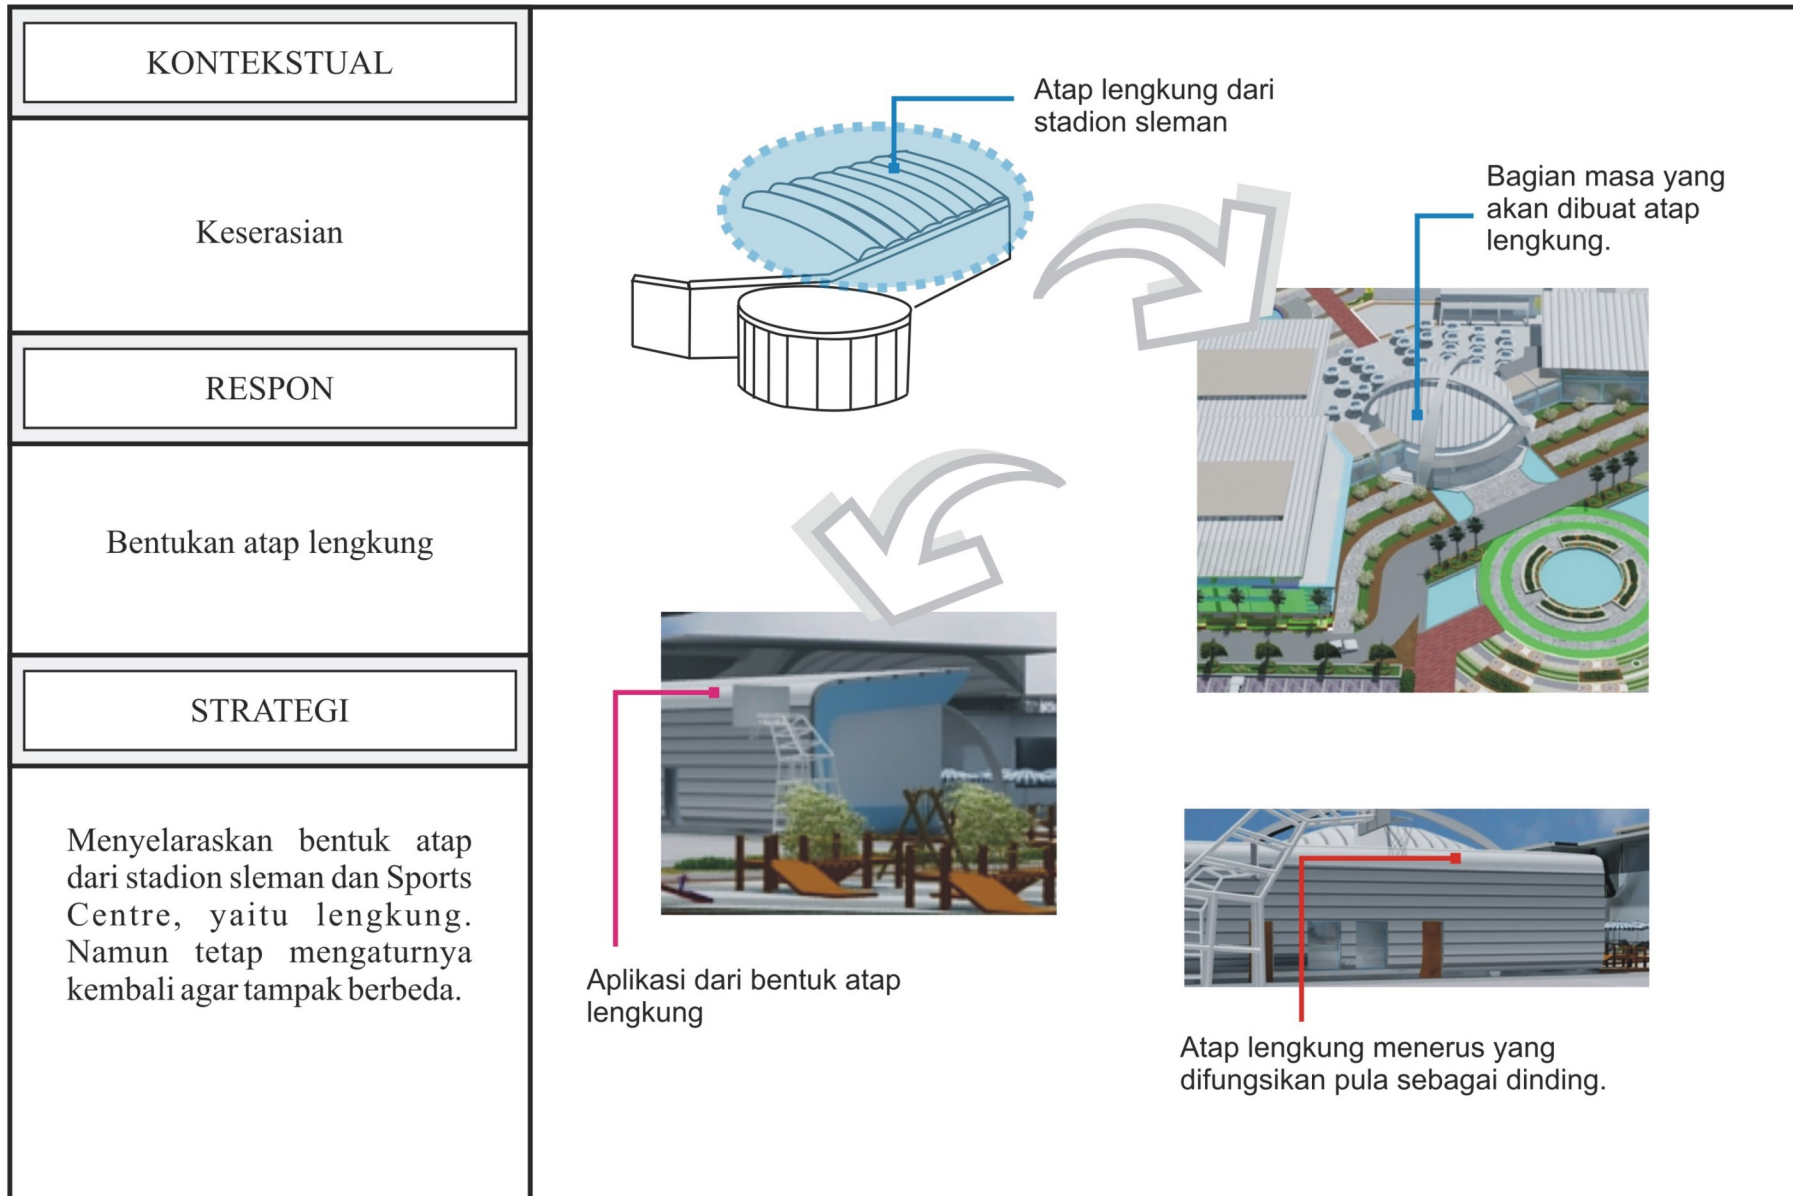 KONTEKSTUAL
Keserasian
RESPON
Bentukan atap lengkung
STRATEGI
Menyelaraskan bentuk atap
dari stadion sleman dan Sports
Centre, yaitu lengkung.
Namun tetap mengaturnya
kembali agar tampak berbeda.
Atap lengkung dari
stadion sleman
Bagian masa yang
akan dibuat atap
lengkung.
Aplikasi dari bentuk atap
lengkung
Atap lengkung menerus yang
difungsikan pula sebagai dinding.